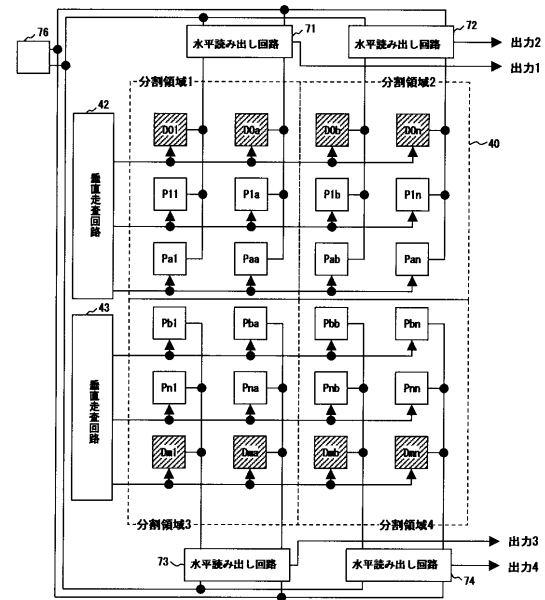 76
71
72
水平読み出し回路
水平読み出し回路
出力2
出力1
分割領域1
分割領域2
42
40
垂直走査回路
D01
D0a
D0b
D0n
P11
P1a
P1b
P1n
Pa1
Paa
Pab
Pan
43
垂直走査回路
Pb1
Pba
Pbb
Pbn
Pn1
Pna
Pnb
Pnn
Dm1
Dma
Dmb
Dmn
分割領域3
分割領域4
73
水平読み出し回路
水平読み出し回路
74
出力3
出力4